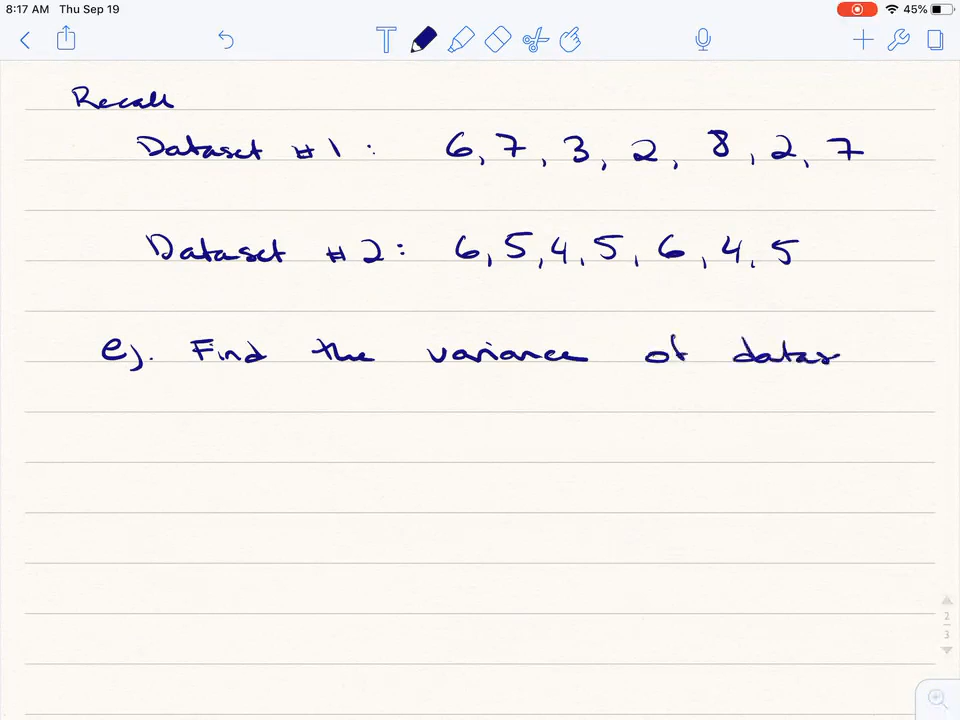 8:17 AM Thu Sep 19 45%
T
Recall
Dataset #1: 6, 7, 3, 2, 8, 2, 7
Dataset #2: 6, 5, 4, 5, 6, 4, 5
e). Find the variance of datas
2
3